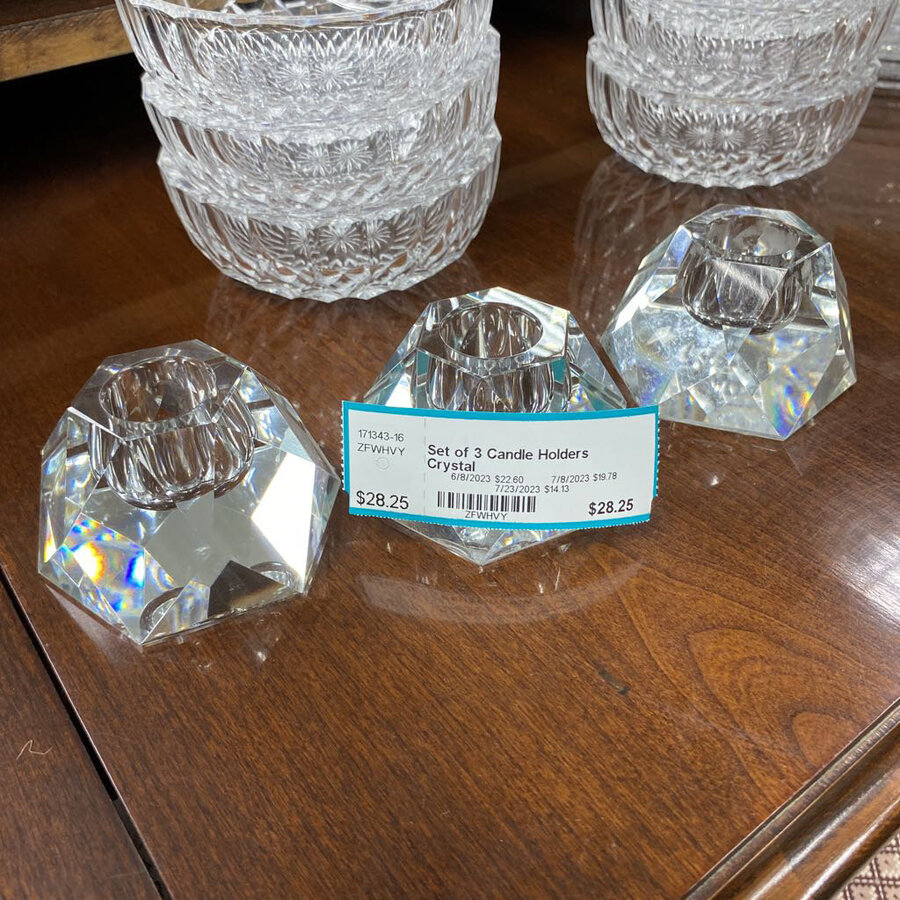 171343-16
ZFWHVY
$28.25
Set of 3 Candle Holders
Crystal
6/8/2023 $22.60 7/8/2023 $19.78
7/23/2023 $14.13
ZFWHVY
$28.25